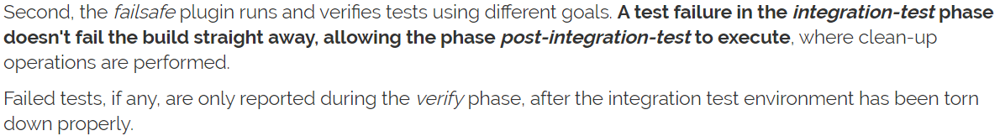 Second, the failsafe plugin runs and verifies tests using different goals. A test failure in the integration-test phase
doesn't fail the build straight away, allowing the phase post-integration-test to execute, where clean-up
operations are performed.
Failed tests, if any, are only reported during the verify phase, after the integration test environment has been torn
down properly.